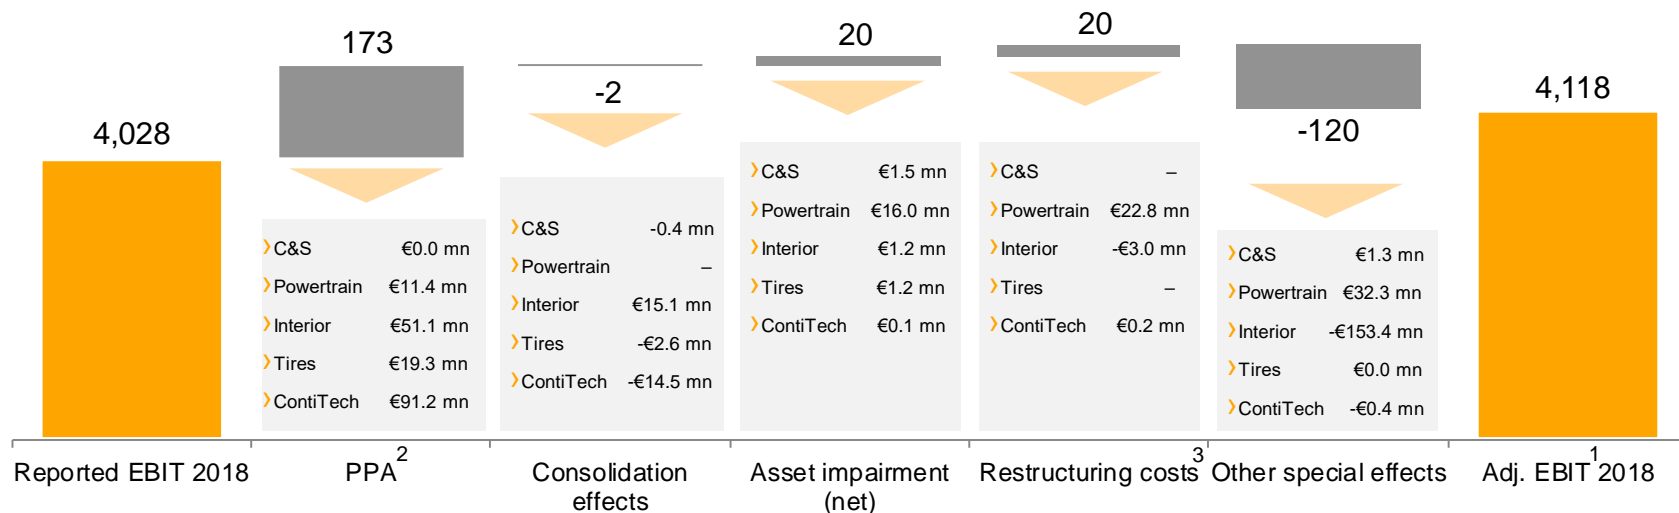 4,028
173
› C&S €0.0 mn
› Powertrain €11.4 mn
› Interior €51.1 mn
› Tires €19.3 mn
› ContiTech €91.2 mn
-2
› C&S -0.4 mn
› Powertrain –
› Interior €15.1 mn
› Tires -€2.6 mn
› ContiTech -€14.5 mn
20
› C&S €1.5 mn
› Powertrain €16.0 mn
› Interior €1.2 mn
› Tires €1.2 mn
› ContiTech €0.1 mn
20
› C&S –
› Powertrain €22.8 mn
› Interior -€3.0 mn
› Tires –
› ContiTech €0.2 mn
-120
› C&S €1.3 mn
› Powertrain €32.3 mn
› Interior -€153.4 mn
› Tires €0.0 mn
› ContiTech -€0.4 mn
4,118
Reported EBIT 2018
PPA2
Consolidation
effects
Asset impairment
(net)
Restructuring costs3
Other special effects
Adj. EBIT1 2018